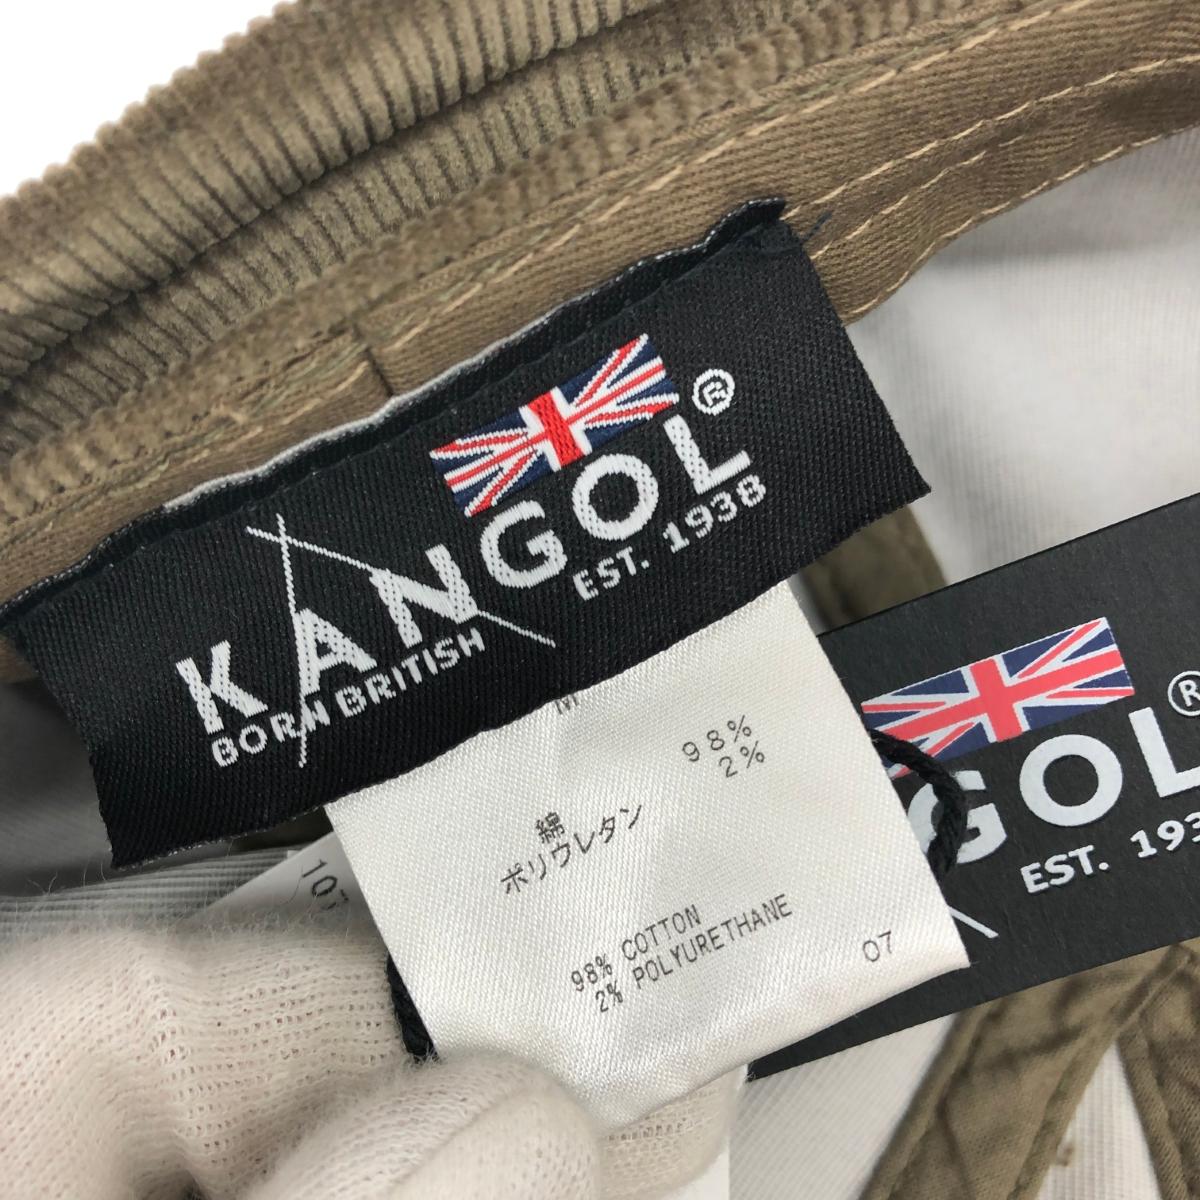 KANGOL®
EST. 1938
BORN BRITISH
M
98%
2%
綿
ポリウレタン
98% COTTON
2% POLYURETHANE
07
107
GOL®
EST. 193